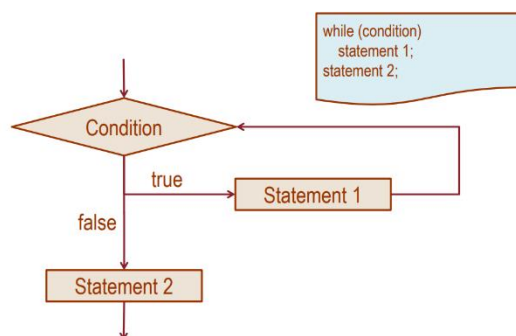 while (condition)
statement 1;
statement 2;
Condition
true
Statement 1
false
Statement 2